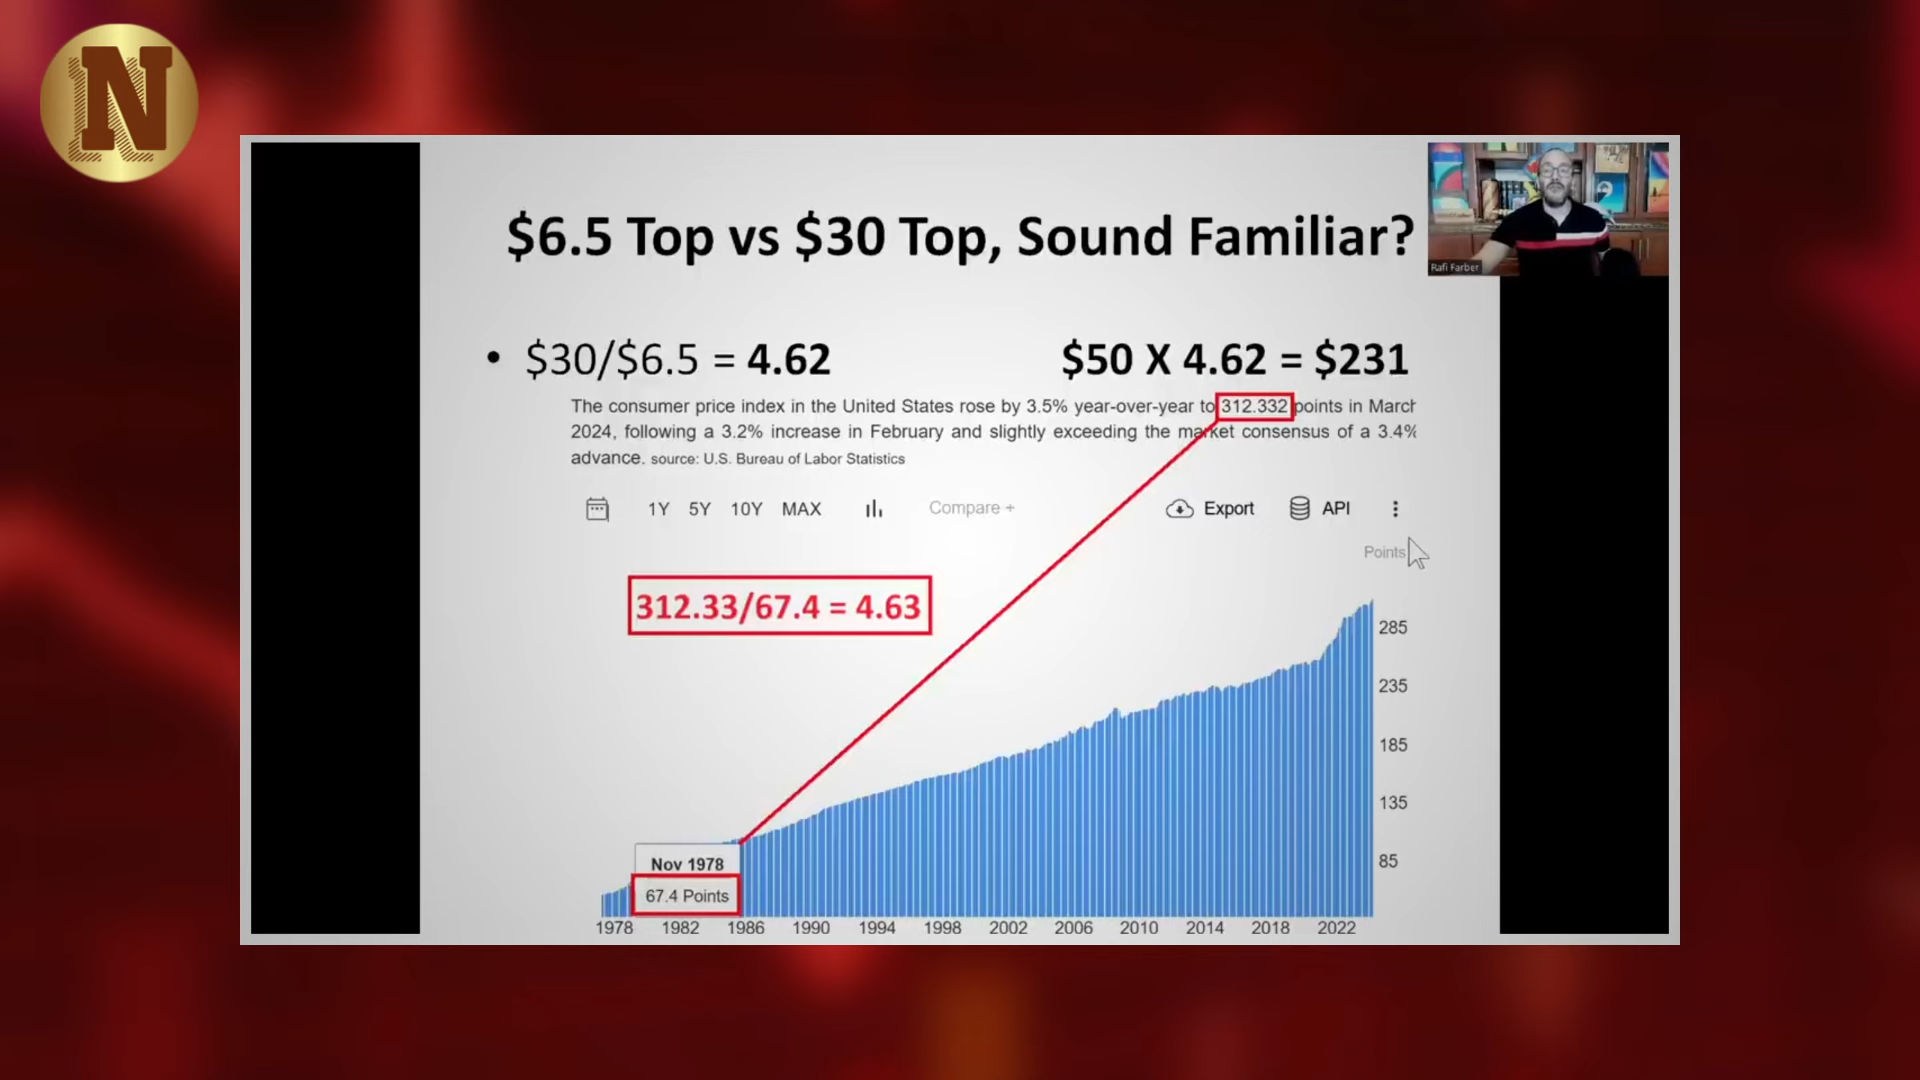 N
$6.5 Top vs $30 Top, Sound Familiar?
Rafi Farber
• $30/$6.5 = 4.62
$50 X 4.62 = $231
The consumer price index in the United States rose by 3.5% year-over-year to 312.332 points in March
2024, following a 3.2% increase in February and slightly exceeding the market consensus of a 3.4%
advance. source: U.S. Bureau of Labor Statistics
1Y 5Y 10Y MAX Compare + Export API
Points
312.33/67.4 = 4.63
285
235
185
135
85
Nov 1978
67.4 Points
1978 1982 1986 1990 1994 1998 2002 2006 2010 2014 2018 2022